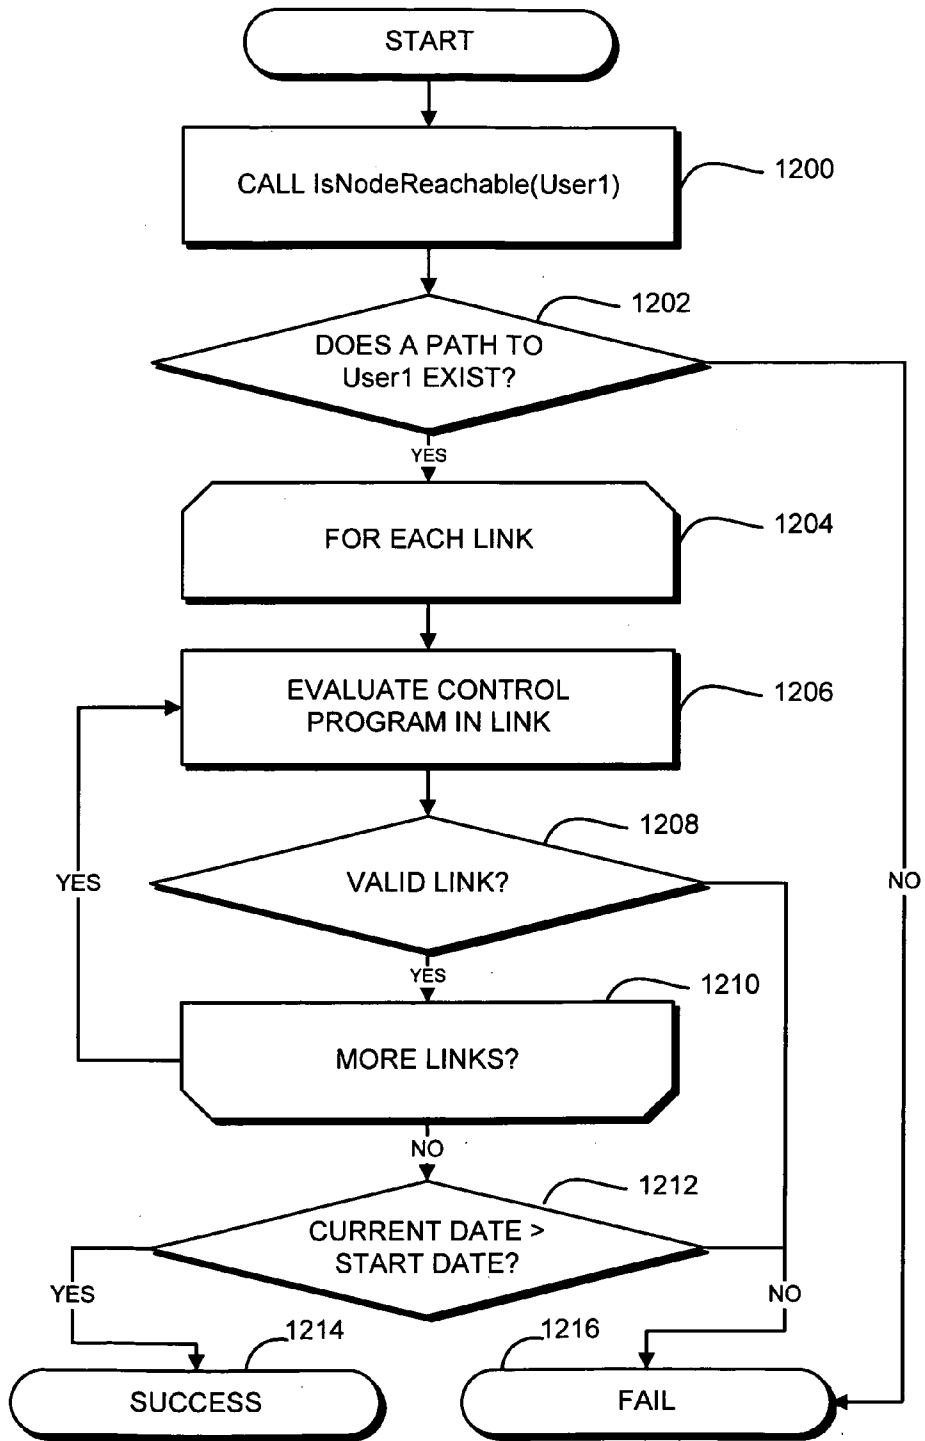 START
CALL IsNodeReachable(User1)
1200
1202
DOES A PATH TO
User1 EXIST?
YES
FOR EACH LINK
1204
EVALUATE CONTROL
PROGRAM IN LINK
1206
1208
VALID LINK?
YES
NO
YES
1210
MORE LINKS?
NO
1212
CURRENT DATE >
START DATE?
YES
NO
1214
1216
SUCCESS
FAIL